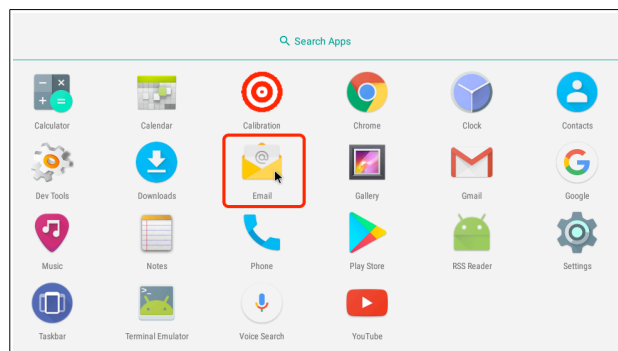 Search Apps
Calculator Calendar Calibration Chrome Clock Contacts
@
Dev Tools Downloads Email Gallery Gmail Google
Music Notes Phone Play Store RSS Reader Settings
>_
Taskbar Terminal Emulator Voice Search YouTube